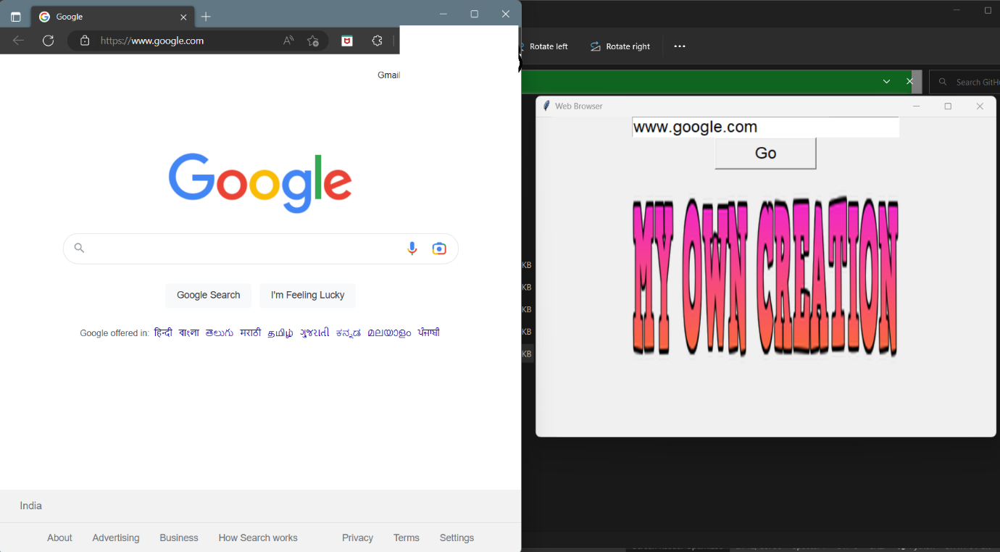 Google
https://www.google.com
Gmail
Google
Google Search
I'm Feeling Lucky
Google offered in: हिन्दी বাংলা తెలుగు मराठी தமிழ் ગુજરાતી ಕನ್ನಡ മലയാളം ਪੰਜਾਬੀ
India
About Advertising Business How Search works Privacy Terms Settings
Rotate left Rotate right
Search GitH
KB
KB
KB
KB
KB
Web Browser
www.google.com
Go
MY OWN CREATION